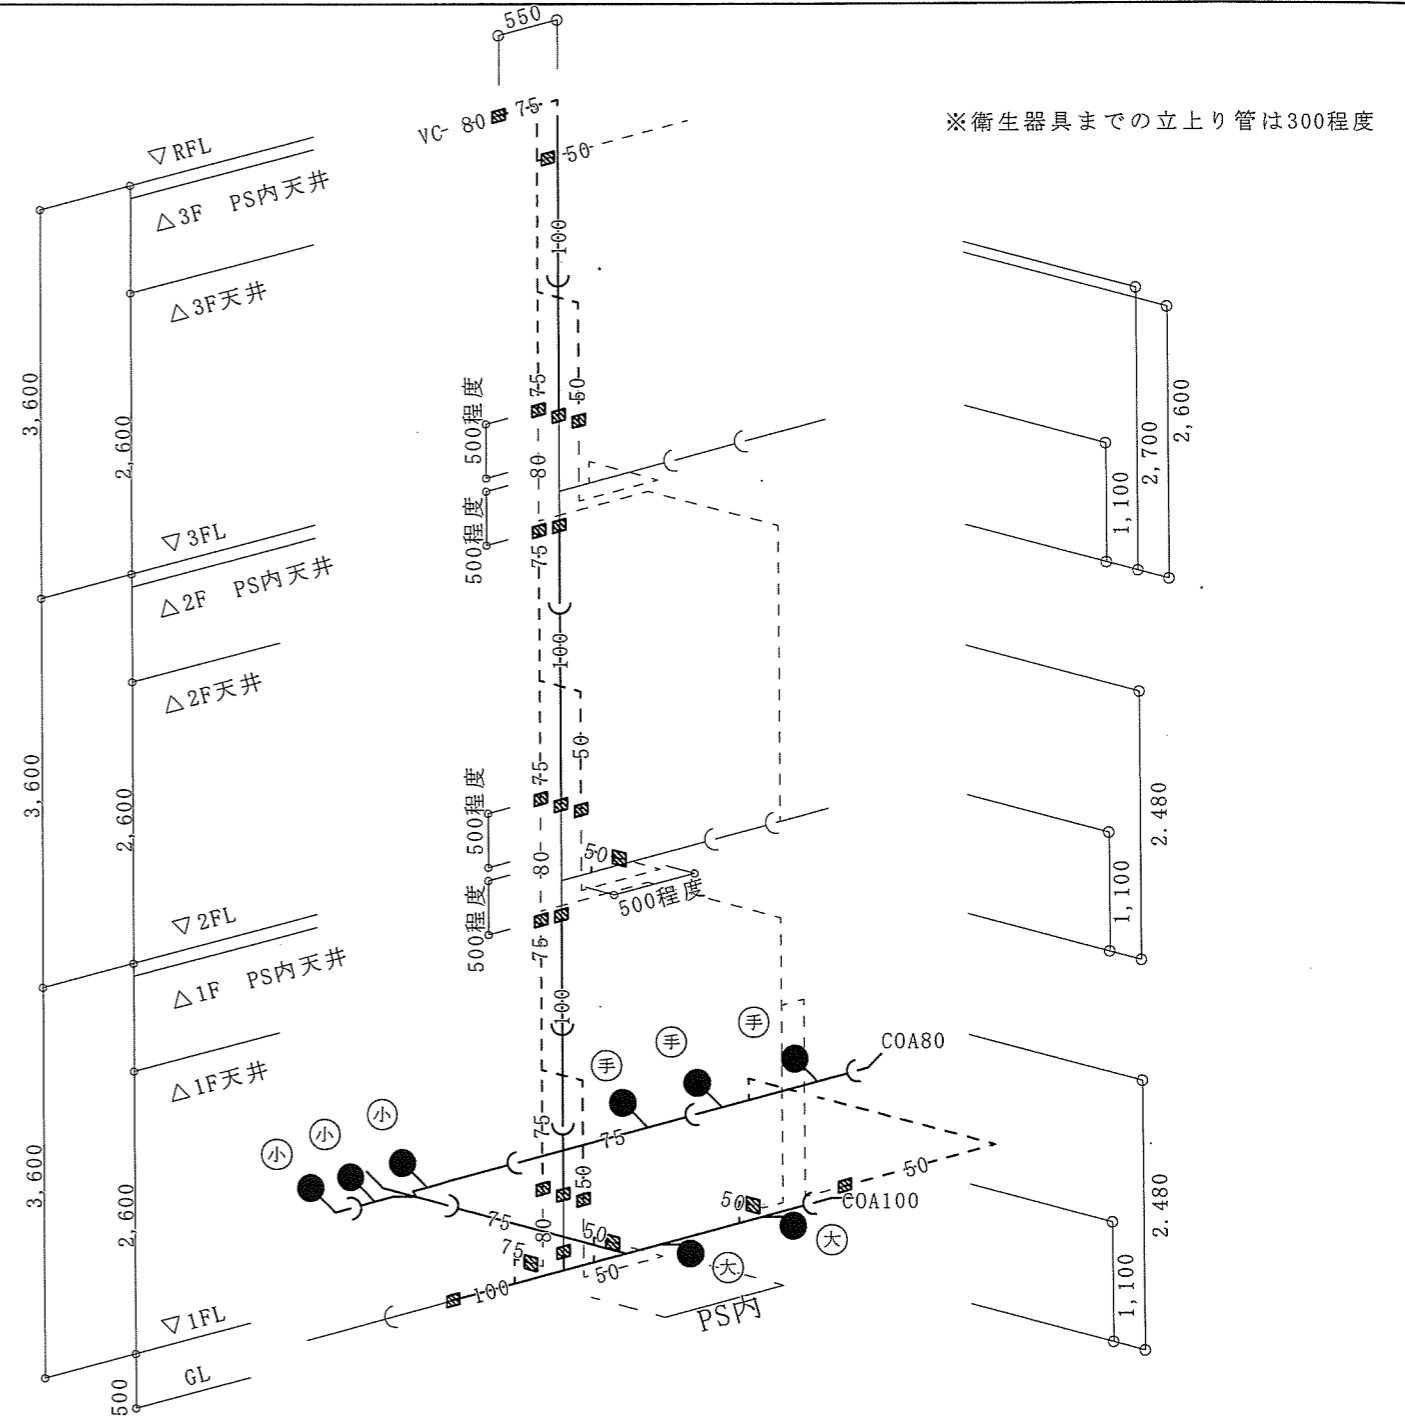 550
VC- 80
75
※衛生器具までの立上り管は300程度
50
▽RFL
△3F PS内天井
100
△3F天井
3,600
2,600
500程度
75
50
80
500程度
75
1,100
2,700
2,600
▽3FL
△2F PS内天井
100
△2F天井
3,600
2,600
50
500程度
75
80
50
500程度
500程度
75
1,100
2.480
▽2FL
△1F PS内天井
100
△1F天井
手
手
手
COA80
小
小
小
75
75
50
50
COA100
3,600
2,600
75
80
50
50
75
大
大
50
100
PS内
1,100
2.480
▽1FL
GL
500